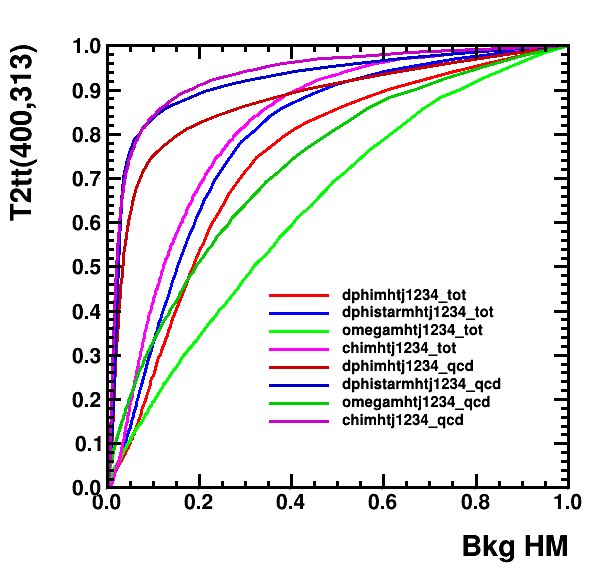 T2tt(400,313)
1.0
0.9
0.8
0.7
0.6
0.5
0.4
0.3
0.2
0.1
0.0
dphimhtj1234_tot
dphistarmhtj1234_tot
omegamhtj1234_tot
chimhtj1234_tot
dphimhtj1234_qcd
dphistarmhtj1234_qcd
omegamhtj1234_qcd
chimhtj1234_qcd
0.0 0.2 0.4 0.6 0.8 1.0
Bkg HM